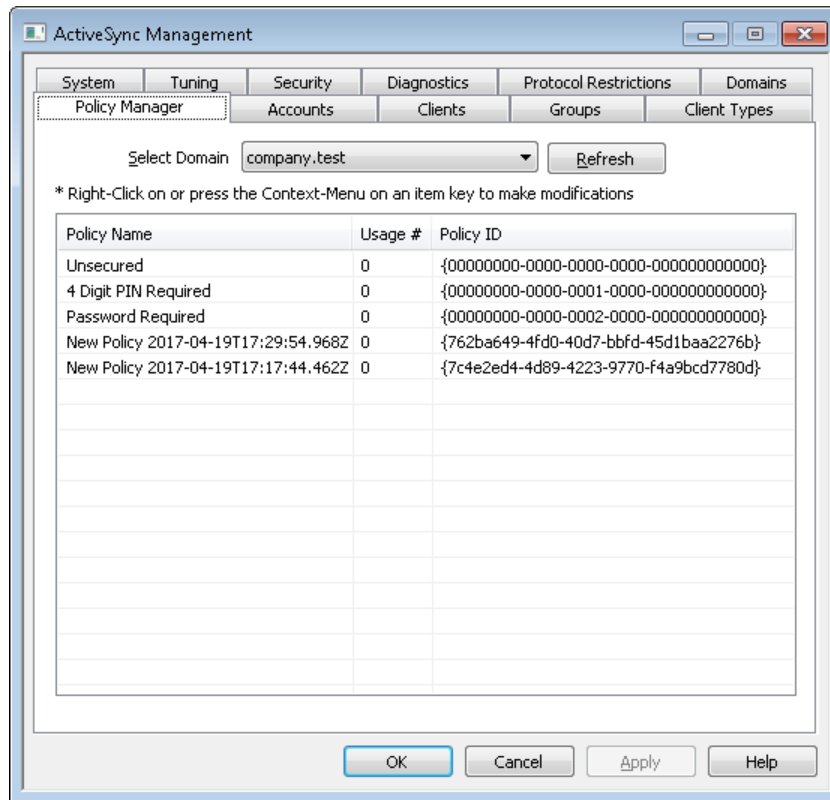 ActiveSync Management
System Tuning Security Diagnostics Protocol Restrictions Domains
Policy Manager Accounts Clients Groups Client Types
Select Domain company.test Refresh
* Right-Click on or press the Context-Menu on an item key to make modifications
Policy Name Usage # Policy ID
Unsecured 0 {00000000-0000-0000-0000-000000000000}
4 Digit PIN Required 0 {00000000-0000-0001-0000-000000000000}
Password Required 0 {00000000-0000-0002-0000-000000000000}
New Policy 2017-04-19T17:29:54.968Z 0 {762ba649-4fd0-40d7-bbfd-45d1baa2276b}
New Policy 2017-04-19T17:17:44.462Z 0 {7c4e2ed4-4d89-4223-9770-f4a9bcd7780d}
OK Cancel Apply Help